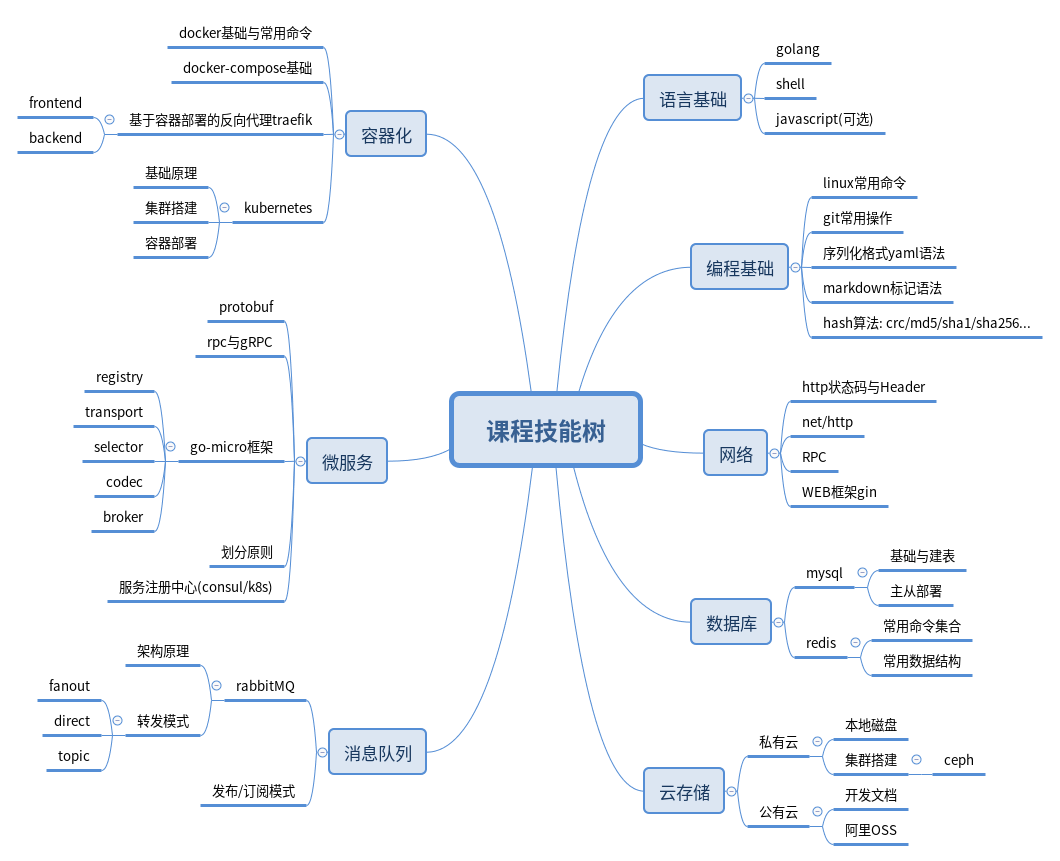 课程技能树
语言基础
golang
shell
javascript(可选)
编程基础
linux常用命令
git常用操作
序列化格式yaml语法
markdown标记语法
hash算法: crc/md5/sha1/sha256...
网络
http状态码与Header
net/http
RPC
WEB框架gin
数据库
mysql
基础与建表
主从部署
redis
常用命令集合
常用数据结构
云存储
私有云
本地磁盘
集群搭建
ceph
公有云
开发文档
阿里OSS
容器化
docker基础与常用命令
docker-compose基础
基于容器部署的反向代理traefik
frontend
backend
kubernetes
基础原理
集群搭建
容器部署
微服务
protobuf
rpc与gRPC
go-micro框架
registry
transport
selector
codec
broker
划分原则
服务注册中心(consul/k8s)
消息队列
rabbitMQ
架构原理
转发模式
fanout
direct
topic
发布/订阅模式